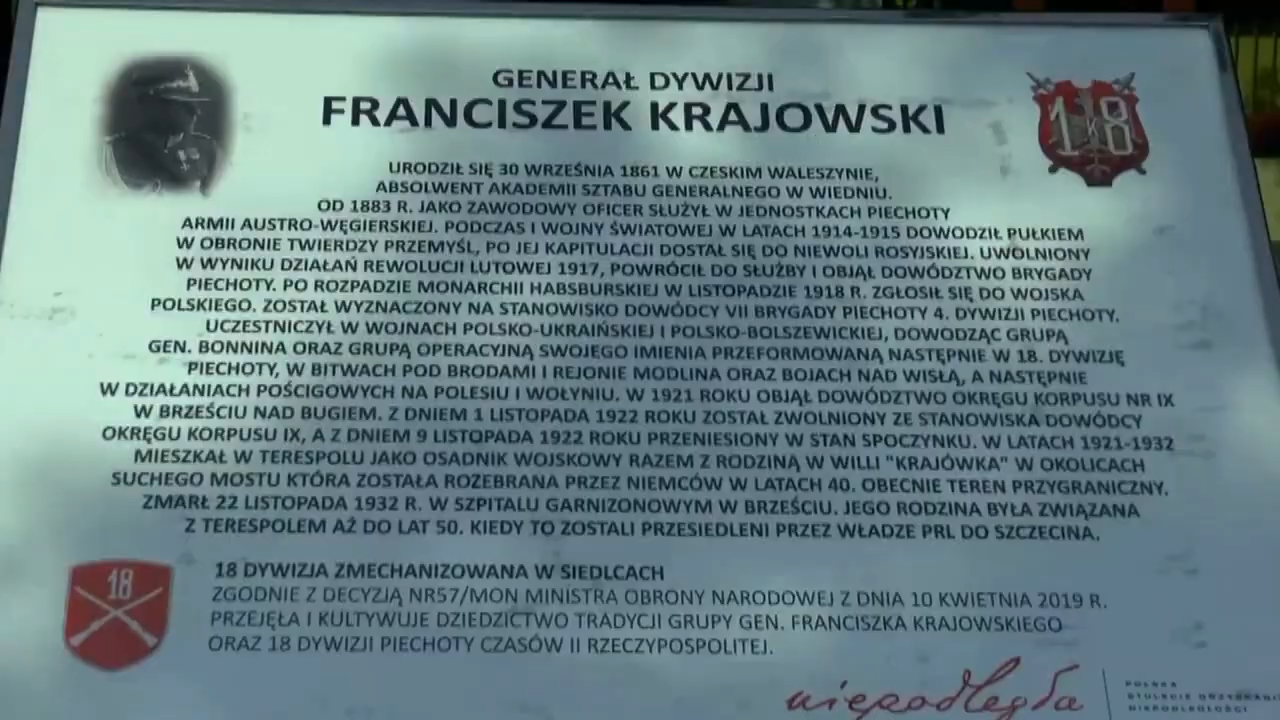 GENERAŁ DYWIZJI
FRANCISZEK KRAJOWSKI
1 K 8
URODZIŁ SIĘ 30 WRZEŚNIA 1861 W CZESKIM WALESZYNIE,
ABSOLWENT AKADEMII SZTABU GENERALNEGO W WIEDNIU.
OD 1883 R. JAKO ZAWODOWY OFICER SŁUŻYŁ W JEDNOSTKACH PIECHOTY
ARMII AUSTRO-WĘGIERSKIEJ. PODCZAS I WOJNY ŚWIATOWEJ W LATACH 1914-1915 DOWODZIŁ PUŁKIEM
W OBRONIE TWIERDZY PRZEMYŚL, PO JEJ KAPITULACJI DOSTAŁ SIĘ DO NIEWOLI ROSYJSKIEJ. UWOLNIONY
W WYNIKU DZIAŁAŃ REWOLUCJI LUTOWEJ 1917, POWRÓCIŁ DO SŁUŻBY I OBJĄŁ DOWÓDZTWO BRYGADY
PIECHOTY. PO ROZPADZIE MONARCHII HABSBURSKIEJ W LISTOPADZIE 1918 R. ZGŁOSIŁ SIĘ DO WOJSKA
POLSKIEGO. ZOSTAŁ WYZNACZONY NA STANOWISKO DOWÓDCY VII BRYGADY PIECHOTY 4. DYWIZJI PIECHOTY.
UCZESTNICZYŁ W WOJNACH POLSKO-UKRAIŃSKIEJ I POLSKO-BOLSZEWICKIEJ, DOWODZĄC GRUPĄ
GEN. BONNINA ORAZ GRUPĄ OPERACYJNĄ SWOJEGO IMIENIA PRZEFORMOWANĄ NASTĘPNIE W 18. DYWIZJĘ
PIECHOTY, W BITWACH POD BRODAMI I REJONIE MODLINA ORAZ BOJACH NAD WISŁĄ, A NASTĘPNIE
W DZIAŁANIACH POŚCIGOWYCH NA POLESIU I WOŁYNIU. W 1921 ROKU OBJĄŁ DOWÓDZTWO OKRĘGU KORPUSU NR IX
W BRZEŚCIU NAD BUGIEM. Z DNIEM 1 LISTOPADA 1922 ROKU ZOSTAŁ ZWOLNIONY ZE STANOWISKA DOWÓDCY
OKRĘGU KORPUSU IX, A Z DNIEM 9 LISTOPADA 1922 ROKU PRZENIESIONY W STAN SPOCZYNKU. W LATACH 1921-1932
MIESZKAŁ W TERESPOLU JAKO OSADNIK WOJSKOWY RAZEM Z RODZINĄ W WILLI "KRAJÓWKA" W OKOLICACH
SUCHEGO MOSTU KTÓRA ZOSTAŁA ROZEBRANA PRZEZ NIEMCÓW W LATACH 40. OBECNIE TEREN PRZYGRANICZNY.
ZMARŁ 22 LISTOPADA 1932 R. W SZPITALU GARNIZONOWYM W BRZEŚCIU. JEGO RODZINA BYŁA ZWIĄZANA
Z TERESPOLEM AŻ DO LAT 50. KIEDY TO ZOSTALI PRZESIEDLENI PRZEZ WŁADZE PRL DO SZCZECINA.
18
18 DYWIZJA ZMECHANIZOWANA W SIEDLCACH
ZGODNIE Z DECYZJĄ NR57/MON MINISTRA OBRONY NARODOWEJ Z DNIA 10 KWIETNIA 2019 R.
PRZEJĘŁA I KULTYWUJE DZIEDZICTWO TRADYCJI GRUPY GEN. FRANCISZKA KRAJOWSKIEGO
ORAZ 18 DYWIZJI PIECHOTY CZASÓW II RZECZYPOSPOLITEJ.
niepodległa
POLSKA
STULECIE
NIEPODLEGŁOŚCI